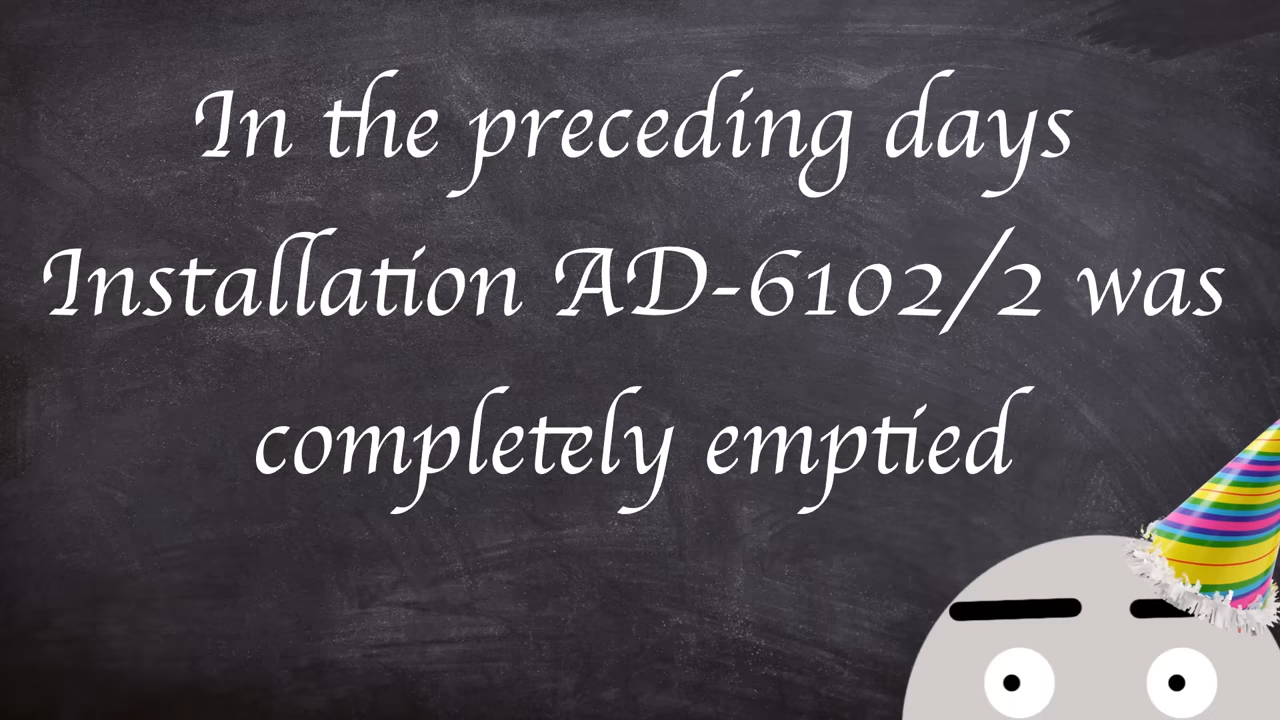 In the preceding days
Installation AD-6102/2 was
completely emptied